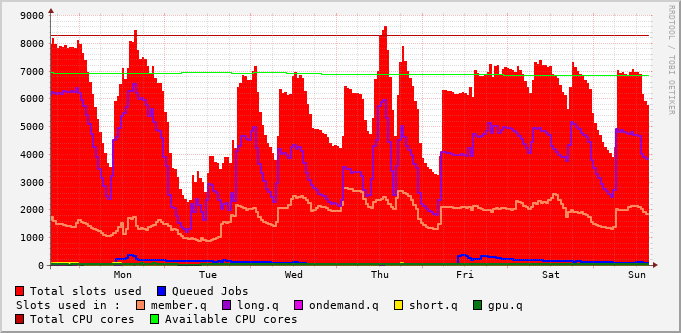 9000
8000
7000
6000
5000
4000
3000
2000
1000
0
Mon Tue Wed Thu Fri Sat Sun
RRDTOOL / TOBI OETIKER
Total slots used Queued Jobs
Slots used in : member.q long.q ondemand.q short.q gpu.q
Total CPU cores Available CPU cores